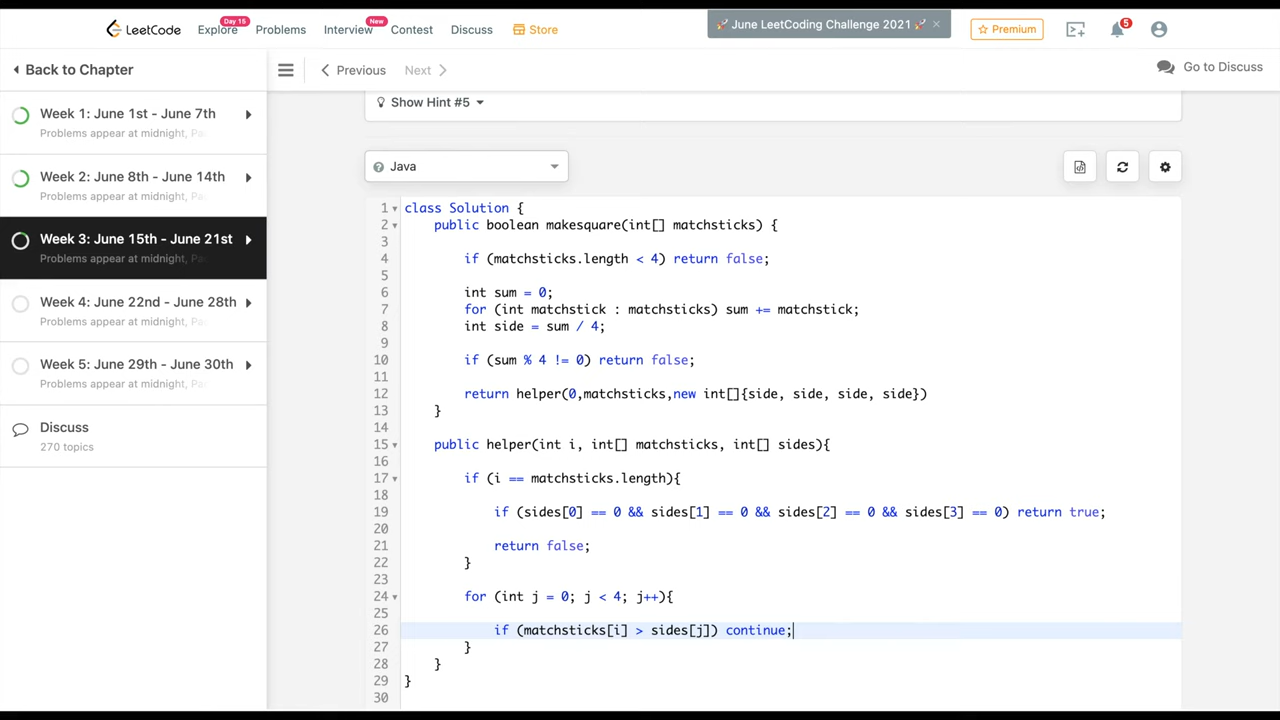 LeetCode
Explore
Day 15
Problems
Interview
New
Contest
Discuss
Store
🚀 June LeetCoding Challenge 2021 🚀 ×
Premium
5
Back to Chapter
Previous
Next
Go to Discuss
Week 1: June 1st - June 7th
Problems appear at midnight, Pa
Week 2: June 8th - June 14th
Problems appear at midnight, Pa
Week 3: June 15th - June 21st
Problems appear at midnight, Pa
Week 4: June 22nd - June 28th
Problems appear at midnight, Pa
Week 5: June 29th - June 30th
Problems appear at midnight, Pa
Discuss
270 topics
Show Hint #5
Java
1 class Solution {
2 public boolean makesquare(int[] matchsticks) {
3
4 if (matchsticks.length < 4) return false;
5
6 int sum = 0;
7 for (int matchstick : matchsticks) sum += matchstick;
8 int side = sum / 4;
9
10 if (sum % 4 != 0) return false;
11
12 return helper(0,matchsticks,new int[]{side, side, side, side})
13 }
14
15 public helper(int i, int[] matchsticks, int[] sides){
16
17 if (i == matchsticks.length){
18
19 if (sides[0] == 0 && sides[1] == 0 && sides[2] == 0 && sides[3] == 0) return true;
20
21 return false;
22 }
23
24 for (int j = 0; j < 4; j++){
25
26 if (matchsticks[i] > sides[j]) continue;
27 }
28 }
29 }
30